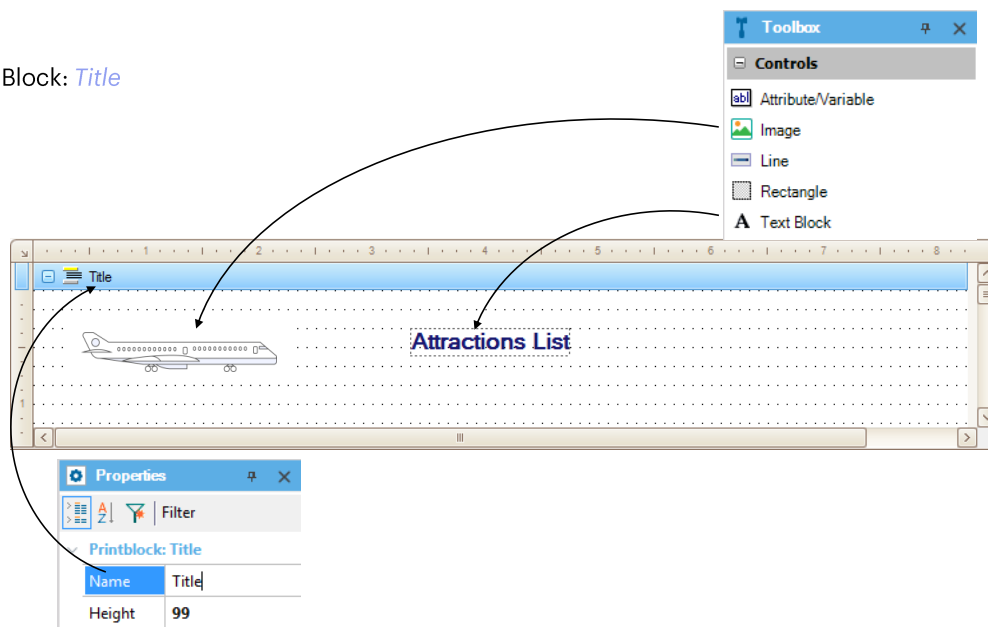 Toolbox
Controls
Block: Title
abl Attribute/Variable
Image
Line
Rectangle
A Text Block
1 2 3 4 5 6 7 8
Title
Attractions List
1
Properties
A
Z
Filter
Printblock: Title
Name Title
Height 99